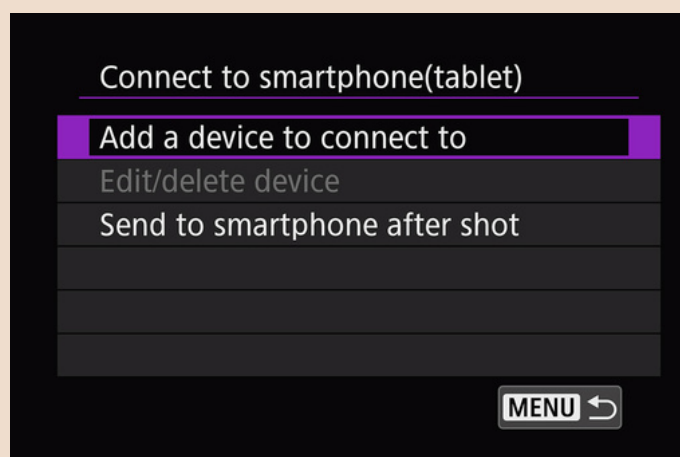 Connect to smartphone(tablet)
Add a device to connect to
Edit/delete device
Send to smartphone after shot
MENU